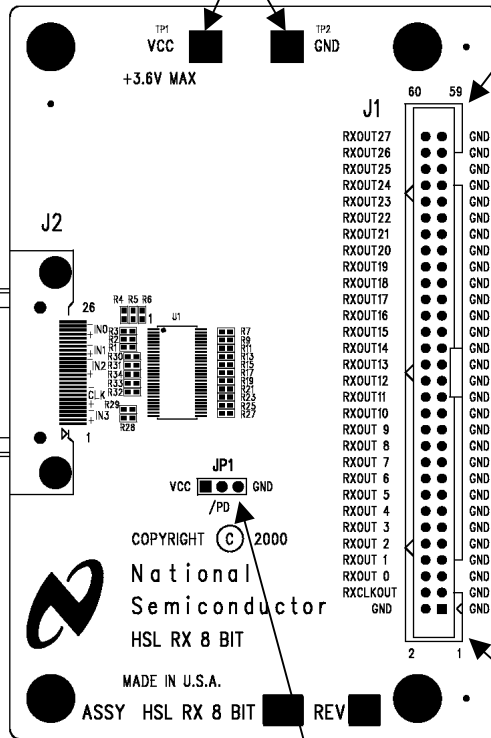 TP1 TP2
VCC GND
+3.6V MAX
60 59
J1
RXOUT27 GND
RXOUT26 GND
RXOUT25 GND
RXOUT24 GND
RXOUT23 GND
RXOUT22 GND
RXOUT21 GND
RXOUT20 GND
RXOUT19 GND
RXOUT18 GND
RXOUT17 GND
RXOUT16 GND
RXOUT15 GND
RXOUT14 GND
RXOUT13 GND
RXOUT12 GND
RXOUT11 GND
RXOUT10 GND
RXOUT 9 GND
RXOUT 8 GND
RXOUT 7 GND
RXOUT 6 GND
RXOUT 5 GND
RXOUT 4 GND
RXOUT 3 GND
RXOUT 2 GND
RXOUT 1 GND
RXOUT 0 GND
RXCLKOUT GND
GND GND
2 1
J2
26
- IN0
+
- IN1
+
- IN2
+
- CLK
+
- IN3
+
1
R4 R5 R6
1 U1
R3
R2
R1
R30
R31
R34
R33
R32
R29
R28
R7
R9
R11
R13
R15
R17
R19
R21
R23
R25
R27
JP1
VCC GND
/PD
COPYRIGHT C 2000
National
Semiconductor
HSL RX 8 BIT
MADE IN U.S.A.
ASSY HSL RX 8 BIT REV